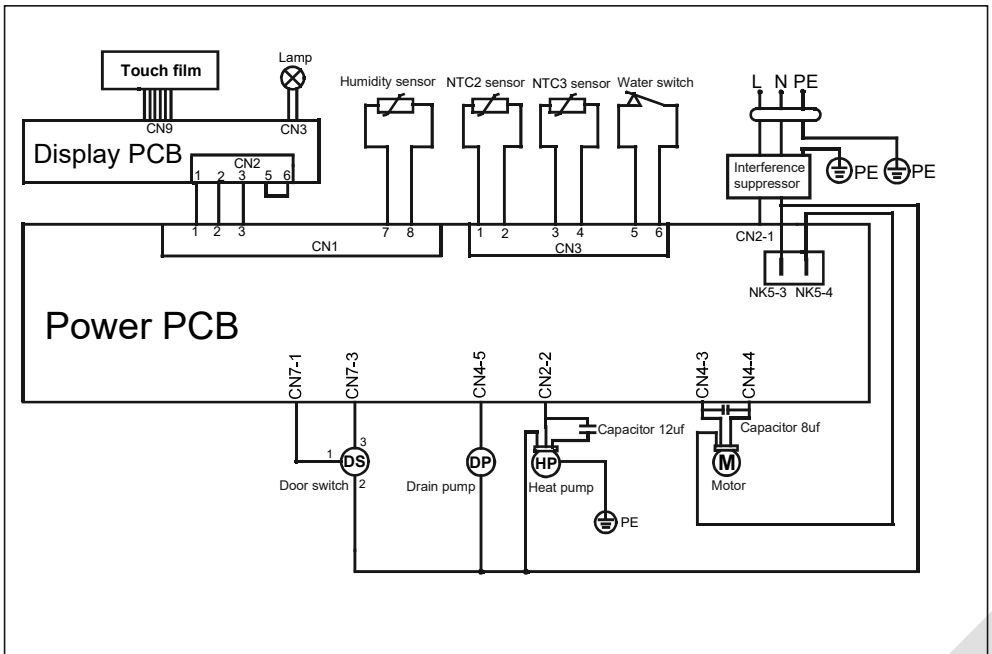 Touch film
Lamp
Humidity sensor
NTC2 sensor
NTC3 sensor
Water switch
L N PE
CN9
CN3
Display PCB
CN2
1 2 3 5 6
Interference
suppressor
PE
PE
1 2 3
7 8
CN1
1 2 3 4 5 6
CN3
CN2-1
NK5-3 NK5-4
Power PCB
CN7-1
CN7-3
CN4-5
CN2-2
CN4-3
CN4-4
Capacitor 12uf
Capacitor 8uf
3
1
DS
2
DP
HP
M
Door switch
Drain pump
Heat pump
Motor
PE